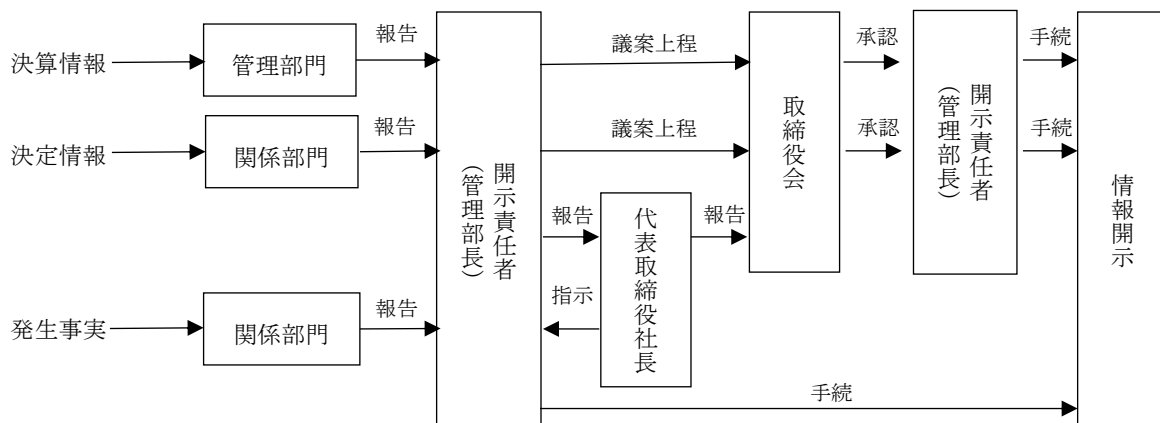 決算情報
管理部門
報告
議案上程
承認
手続
決定情報
関係部門
報告
議案上程
承認
手続
開示責任者
(管理部長)
取締役会
開示責任者
(管理部長)
情報開示
報告
代表取締役社長
報告
指示
発生事実
関係部門
報告
手続